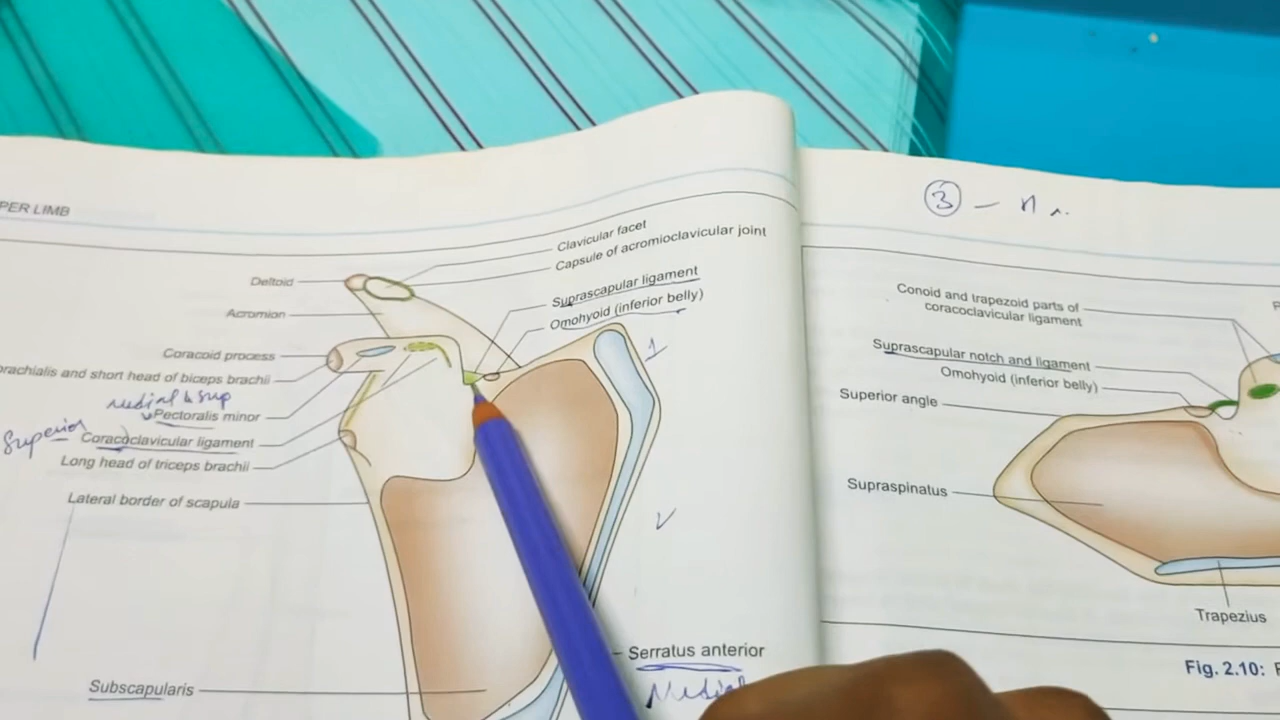 PER LIMB
Clavicular facet
Capsule of acromioclavicular joint
Deltoid
Suprascapular ligament
Acromion
Omohyoid (inferior belly)
Coracoid process
brachialis and short head of biceps brachii
Medial & sup
Pectoralis minor
Superior
Coracoclavicular ligament
Long head of triceps brachii
Lateral border of scapula
Serratus anterior
Medial
Subscapularis
1
3
Conoid and trapezoid parts of
coracoclavicular ligament
Suprascapular notch and ligament
Omohyoid (inferior belly)
Superior angle
Supraspinatus
Trapezius
Fig. 2.10: